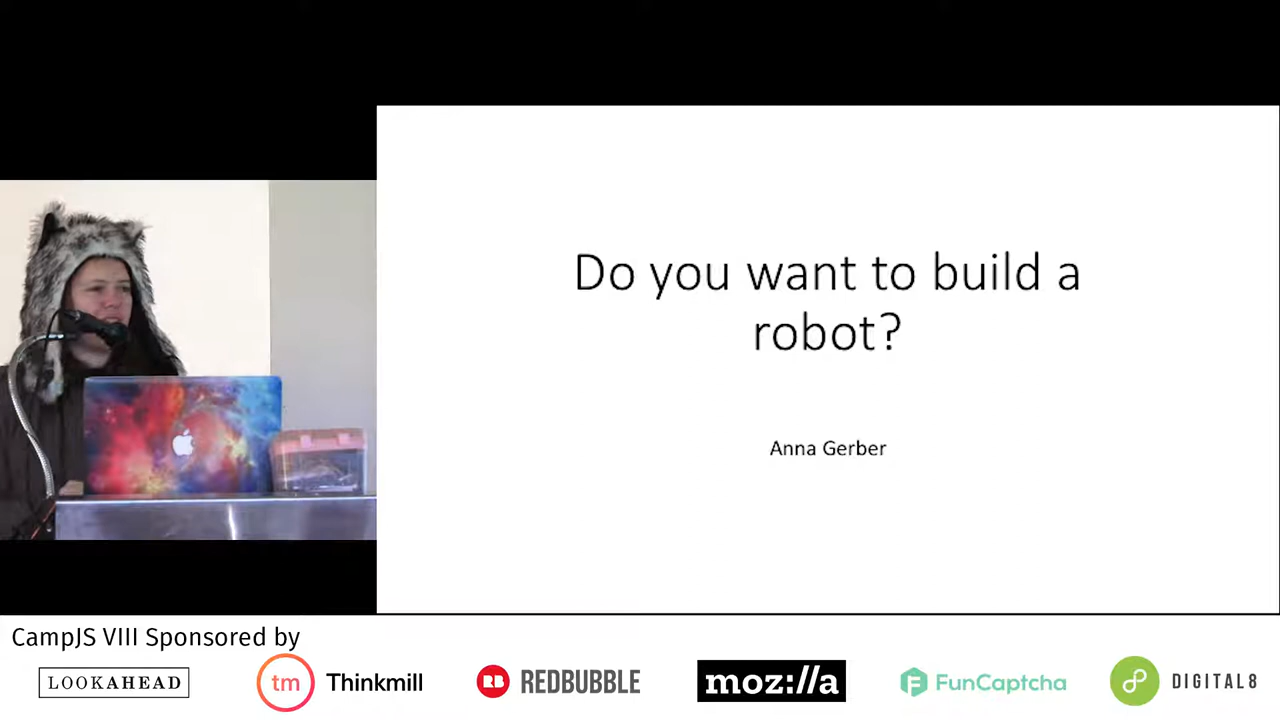 Do you want to build a
robot?
Anna Gerber
CampJS VIII Sponsored by
LOOKAHEAD
tm Thinkmill
RB REDBUBBLE
moz://a
FunCaptcha
DIGITAL8